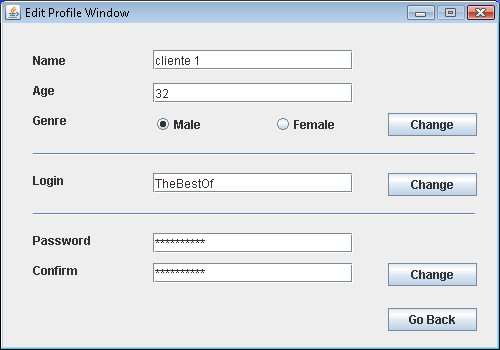 Edit Profile Window
Name cliente 1
Age 32
Genre Male Female Change
Login TheBestOf Change
Password **********
Confirm ********** Change
Go Back